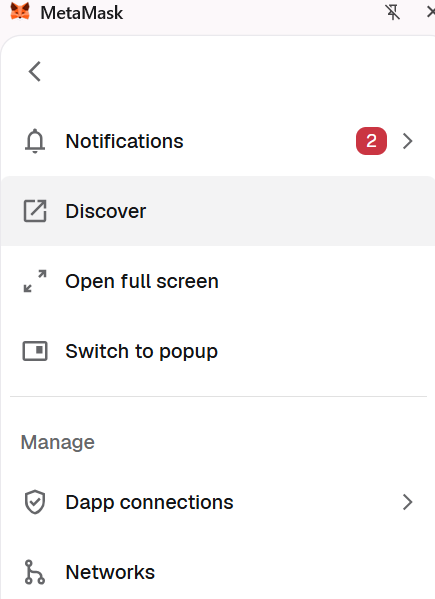 MetaMask
Notifications 2
Discover
Open full screen
Switch to popup
Manage
Dapp connections
Networks